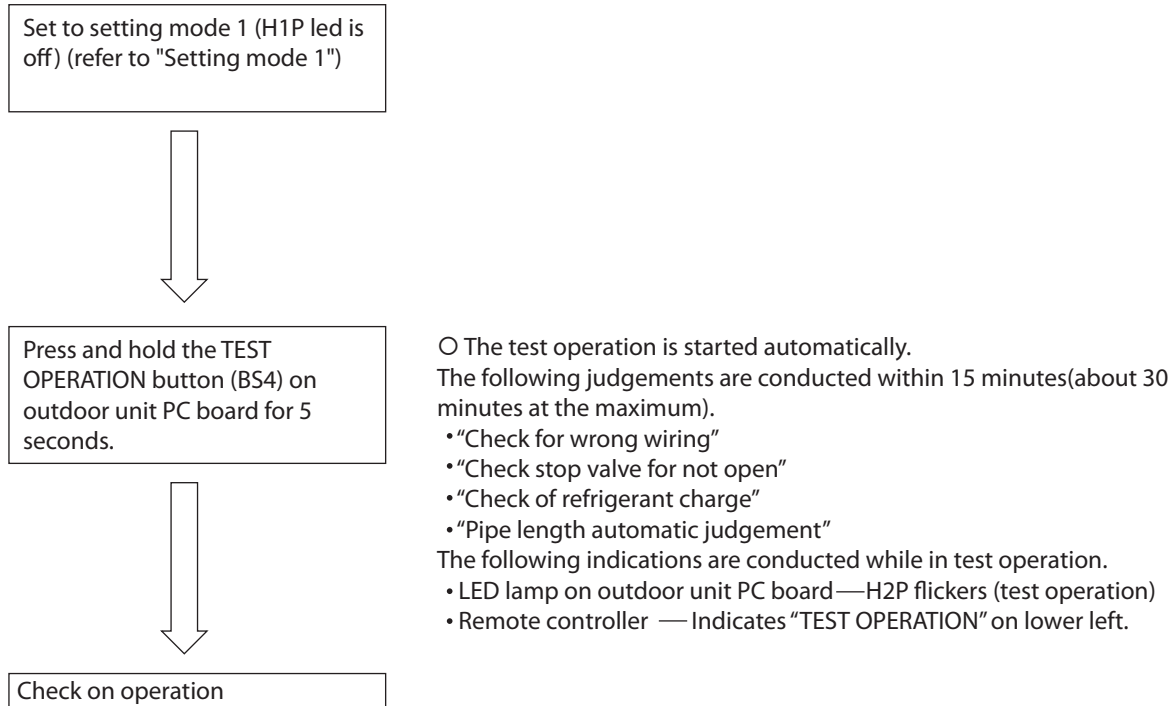 Set to setting mode 1 (H1P led is
off) (refer to "Setting mode 1")
Press and hold the TEST
OPERATION button (BS4) on
outdoor unit PC board for 5
seconds.
○ The test operation is started automatically.
The following judgements are conducted within 15 minutes(about 30
minutes at the maximum).
•“Check for wrong wiring”
•“Check stop valve for not open”
•“Check of refrigerant charge”
•“Pipe length automatic judgement”
The following indications are conducted while in test operation.
• LED lamp on outdoor unit PC board—H2P flickers (test operation)
• Remote controller — Indicates “TEST OPERATION” on lower left.
Check on operation